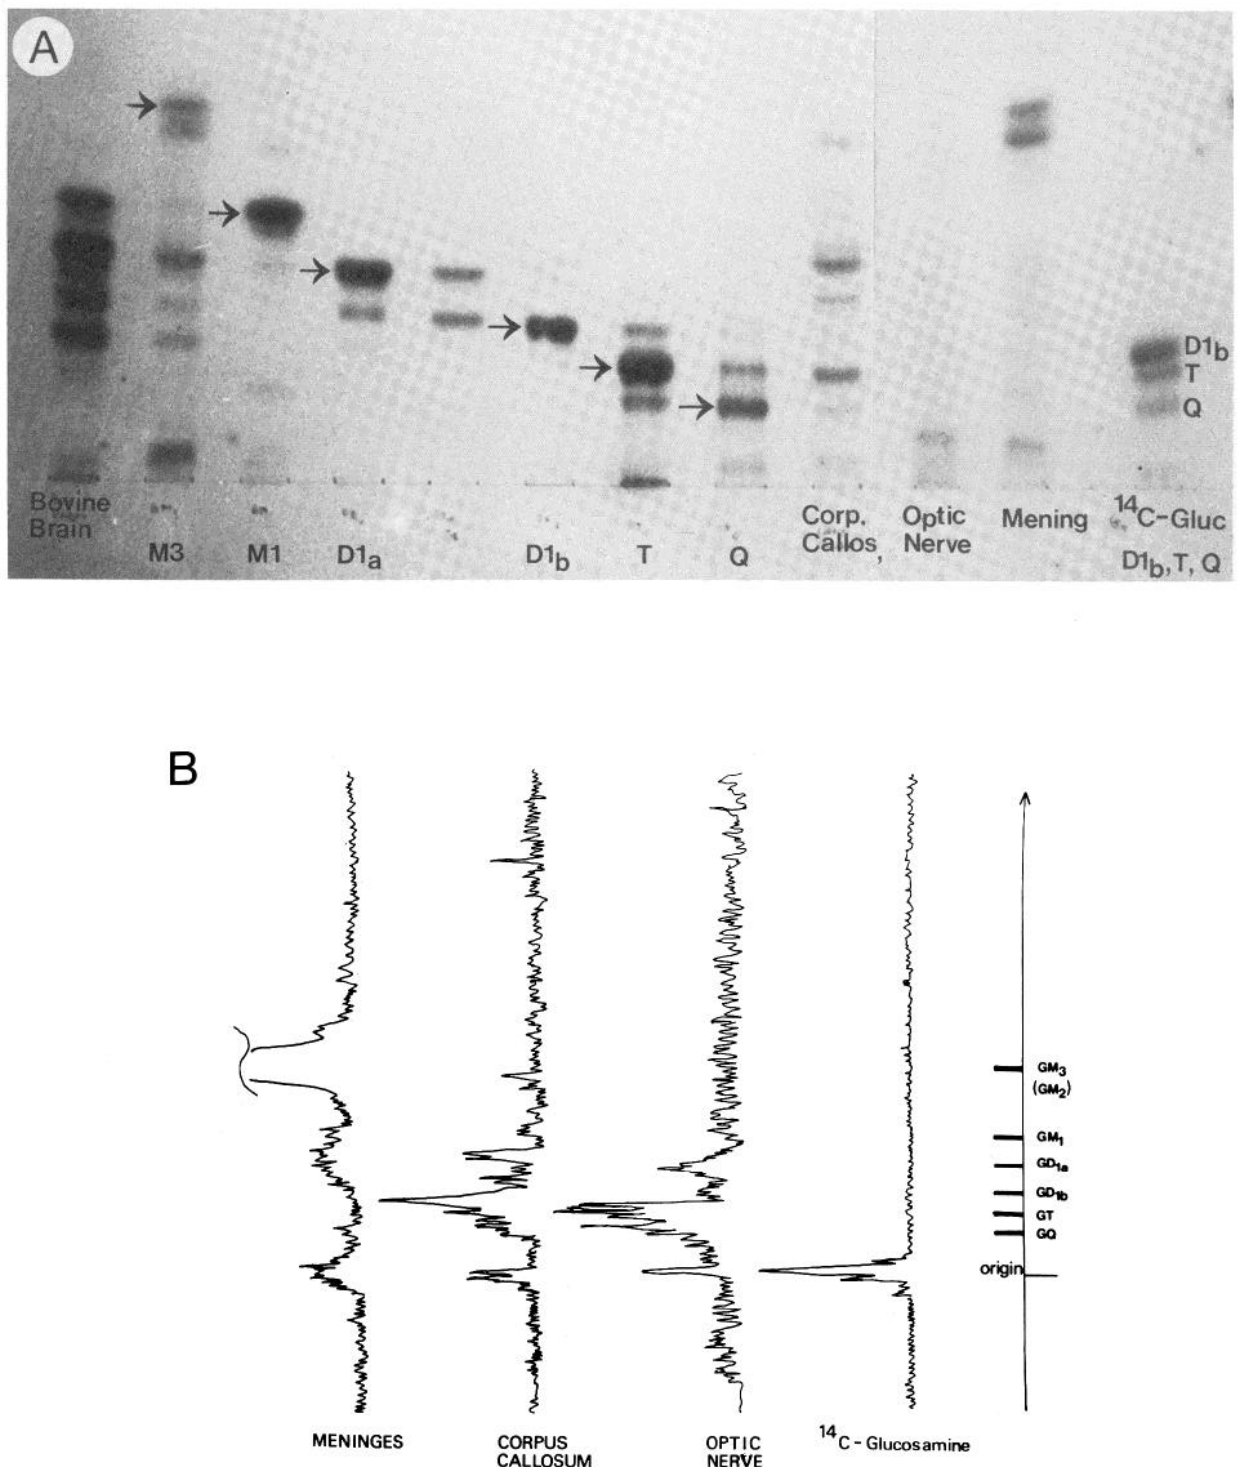 A
D1b
T
Q
Bovine
Brain
M3
M1
D1a
D1b
T
Q
Corp.
Callos,
Optic
Nerve
Mening
14C-Gluc
D1b, T, Q
B
GM3
(GM2)
GM1
GD1a
GD1b
GT
GQ
origin
MENINGES
CORPUS
CALLOSUM
OPTIC
NERVE
14C-Glucosamine